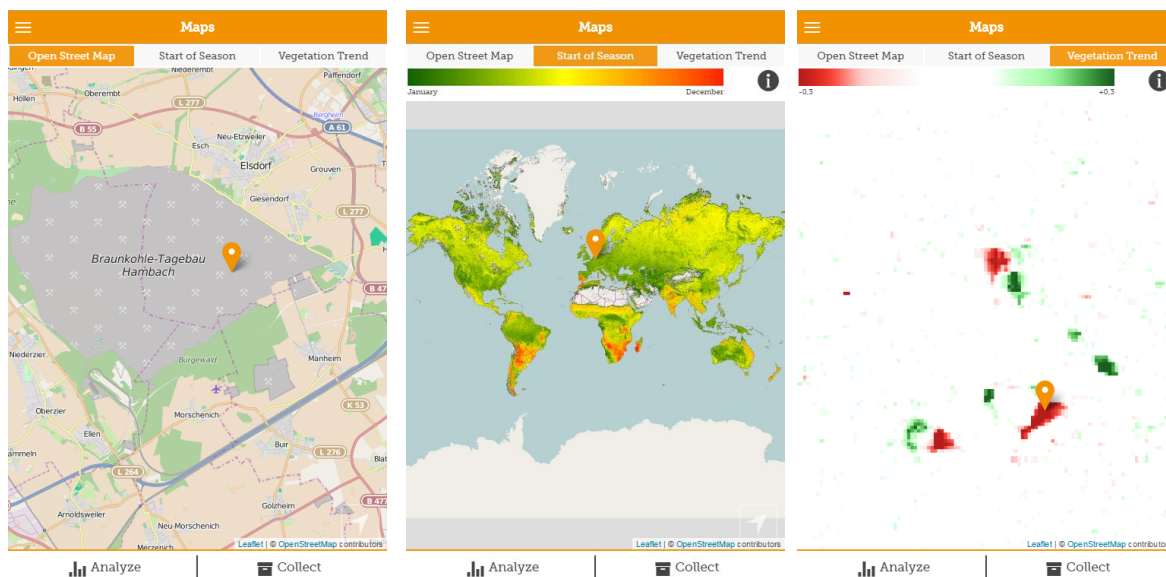 Maps
Open Street Map
Start of Season
Vegetation Trend
Niederembt
Paffendorf
Höllen
Oberembt
L 277
Bergheim
B 55
A 61
Neu-Etzweiler
Esch
Elsdorf
Grouven
Giesendorf
L 277
Braunkohle-Tagebau
Hambach
B 47
Niederzier
Burgewald
Manheim
Oberzier
Morschenich
K 53
Ellen
Buir
L 276
Blat
L 264
B 477
Arnoldsweiler
Golzheim
Neu-Morschenich
Merzenich
Leaflet | © OpenStreetMap contributors
Analyze
Collect
Maps
Open Street Map
Start of Season
Vegetation Trend
January
December
i
Leaflet | © OpenStreetMap contributors
Analyze
Collect
Maps
Open Street Map
Start of Season
Vegetation Trend
-0,3
+0,3
i
Leaflet | © OpenStreetMap contributors
Analyze
Collect